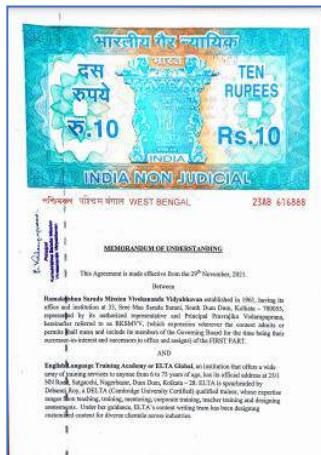 भारतीय गैर न्यायिक
भारत
दस
रुपये
रु.10
TEN
RUPEES
Rs.10
INDIA
INDIA NON JUDICIAL
পশ্চিমবঙ্গ पश्चिम बंगाल WEST BENGAL
23AB 616888
MEMORANDUM OF UNDERSTANDING
This Agreement is made effective from the 29th November, 2021.
Between
Ramakrishna Sarada Mission Vivekananda Vidyabhavan established in 1961, having its
office and institution at 33, Sree Maa Sarada Sarani, South Dum Dum, Kolkata – 700055,
represented by its authorized representative and Principal Pravrajika Vedarupaprana,
hereinafter referred to as RKSMVV, (which expression wherever the context admits or
permits shall mean and include its members of the Governing Board for the time being their
successor-in-interest and successors in office and assigns) of the FIRST PART.
AND
English Language Training Academy or ELTA Global, an institution that offers a wide
array of training services to anyone from 6 to 75 years of age, has its official address at 25/1
NN Road, Satgachi, Nagerbazar, Dum Dum, Kolkata – 28. ELTA is spearheaded by
Debarati Roy, a DELTA (Cambridge University Certified) qualified trainer, whose expertise
ranges from teaching, training, mentoring, corporate training, teacher training and designing
assessments. Under her guidance, ELTA's content writing team has been designing
customized content for diverse clientele across industries.
Principal